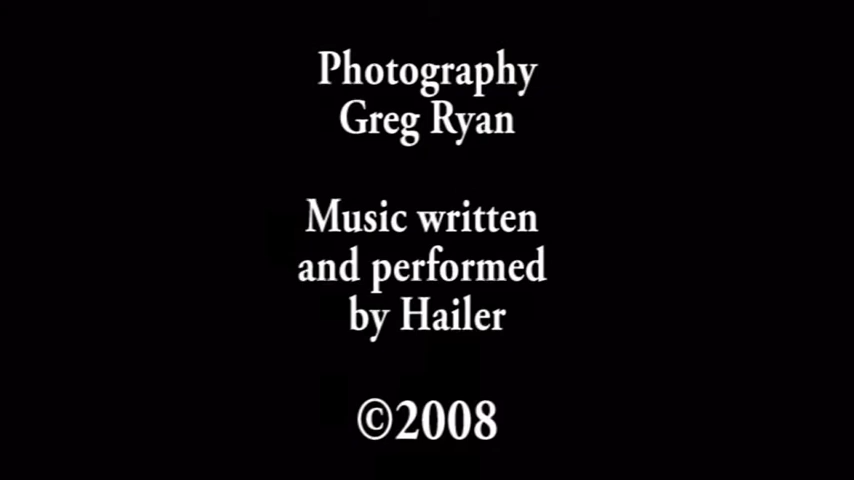 Photography
Greg Ryan
Music written
and performed
by Hailer
©2008